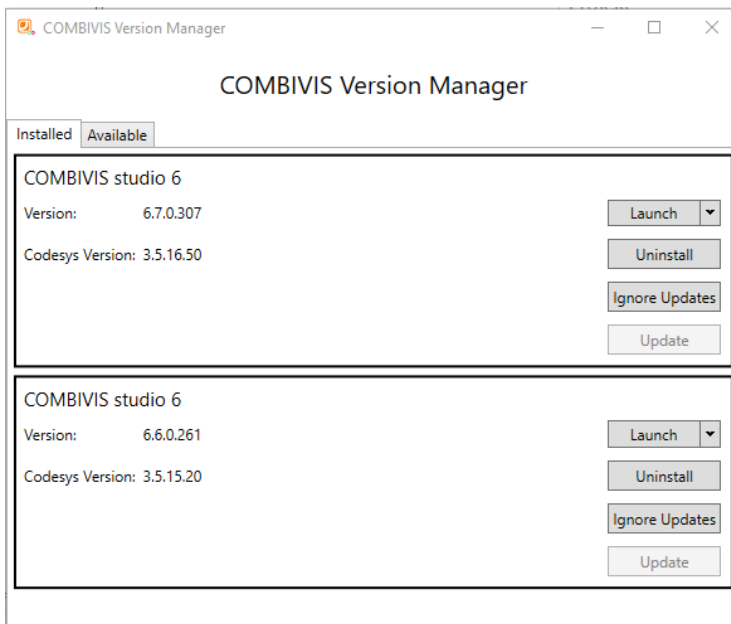 COMBIVIS Version Manager
COMBIVIS Version Manager
Installed Available
COMBIVIS studio 6
Version: 6.7.0.307 Launch
Codesys Version: 3.5.16.50 Uninstall
Ignore Updates
Update
COMBIVIS studio 6
Version: 6.6.0.261 Launch
Codesys Version: 3.5.15.20 Uninstall
Ignore Updates
Update